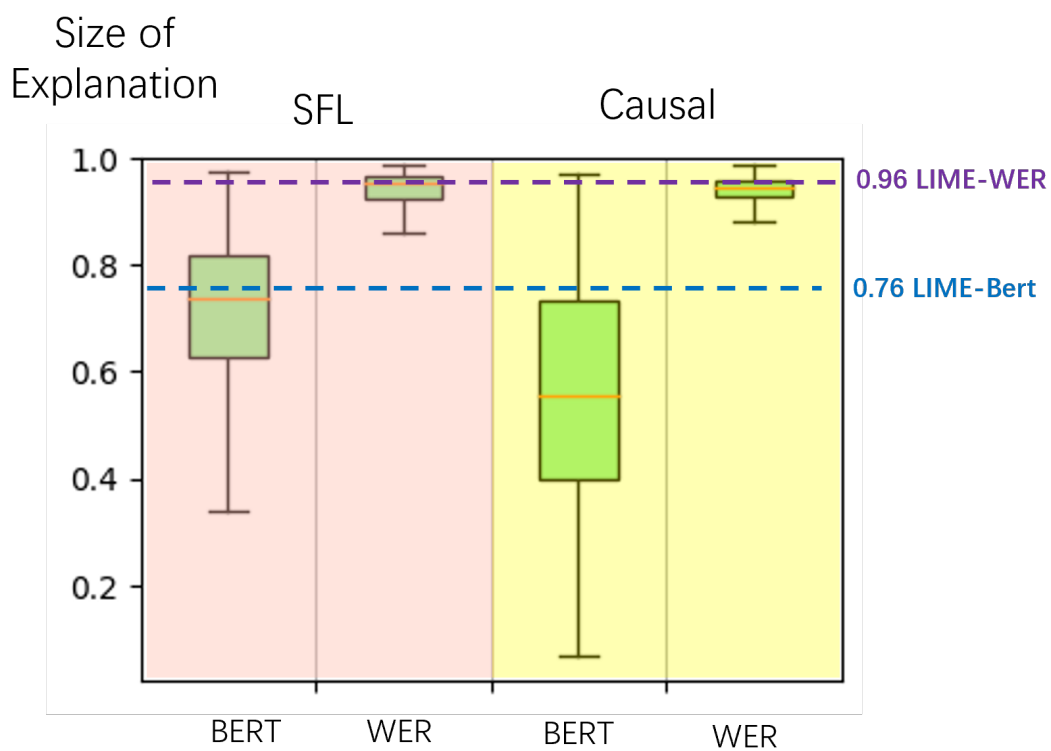 Size of
Explanation
SFL
Causal
1.0
0.96 LIME-WER
0.8
0.76 LIME-Bert
0.6
0.4
0.2
BERT
WER
BERT
WER